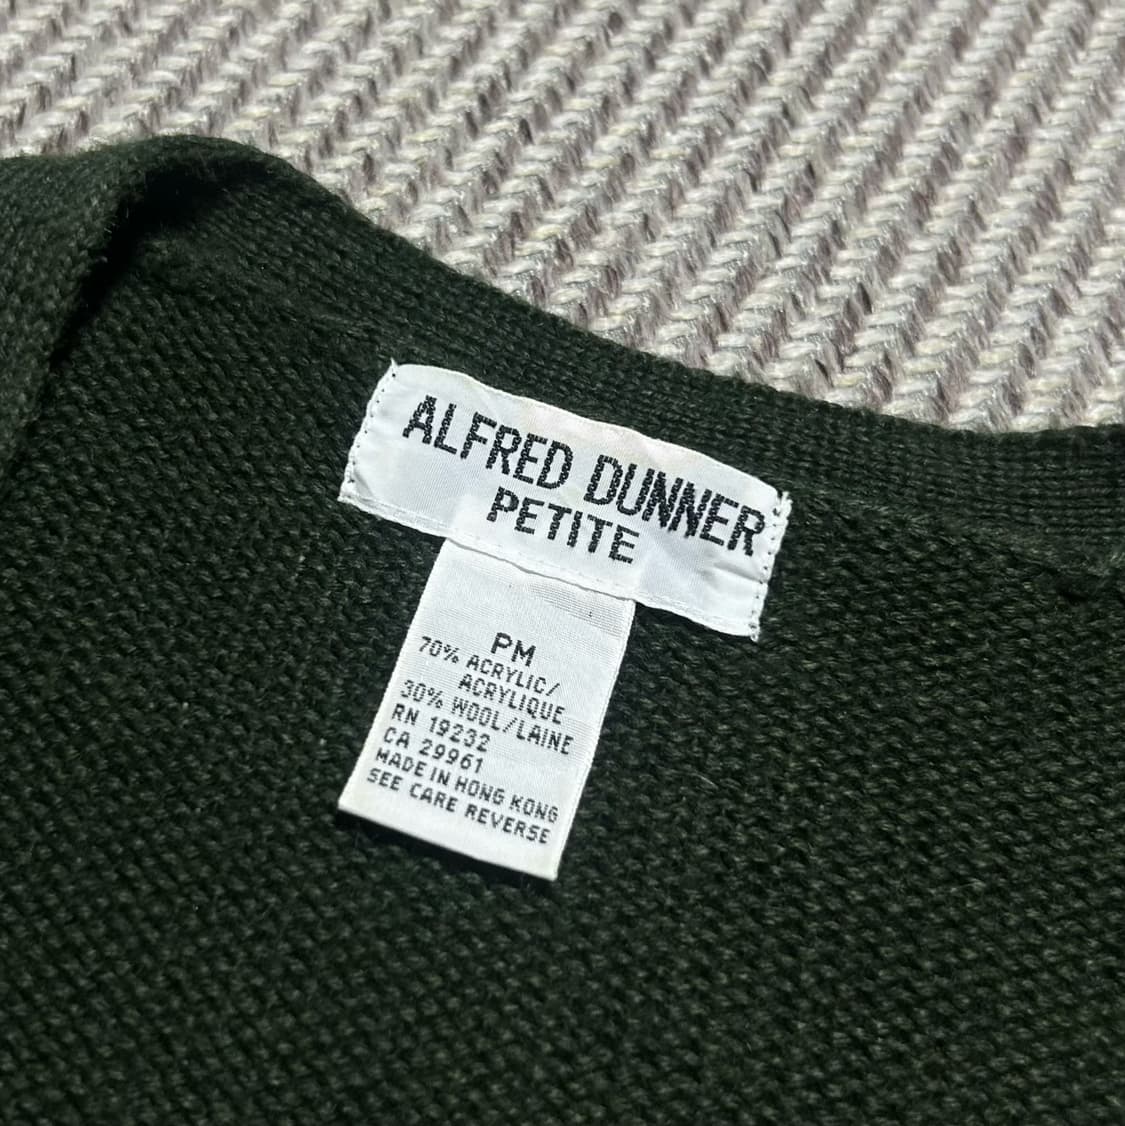 ALFRED DUNNER
PETITE
PM
70% ACRYLIC/
ACRYLIQUE
30% WOOL/LAINE
RN 19232
CA 29961
MADE IN HONG KONG
SEE CARE REVERSE